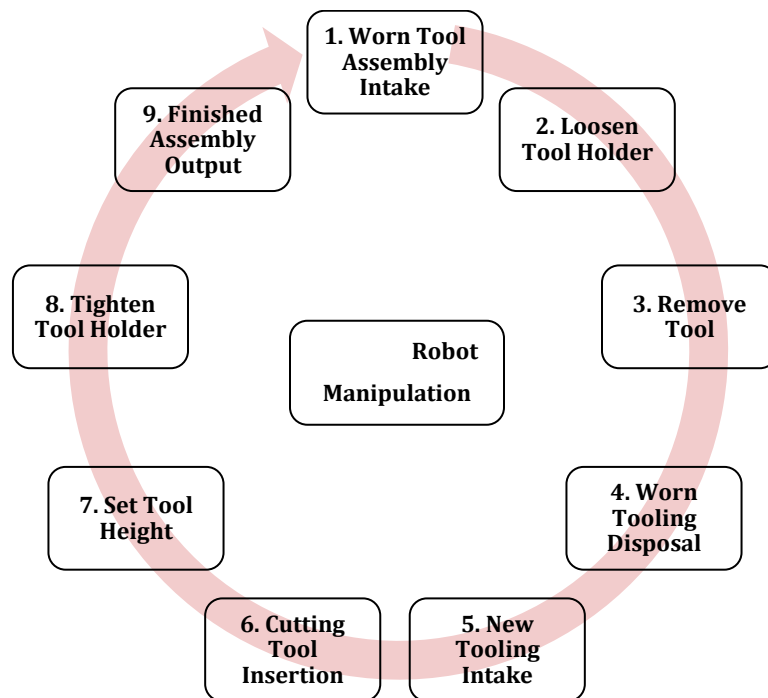 1. Worn Tool
Assembly
Intake
2. Loosen
Tool Holder
3. Remove
Tool
4. Worn
Tooling
Disposal
5. New
Tooling
Intake
6. Cutting
Tool
Insertion
7. Set Tool
Height
8. Tighten
Tool Holder
9. Finished
Assembly
Output
Robot
Manipulation